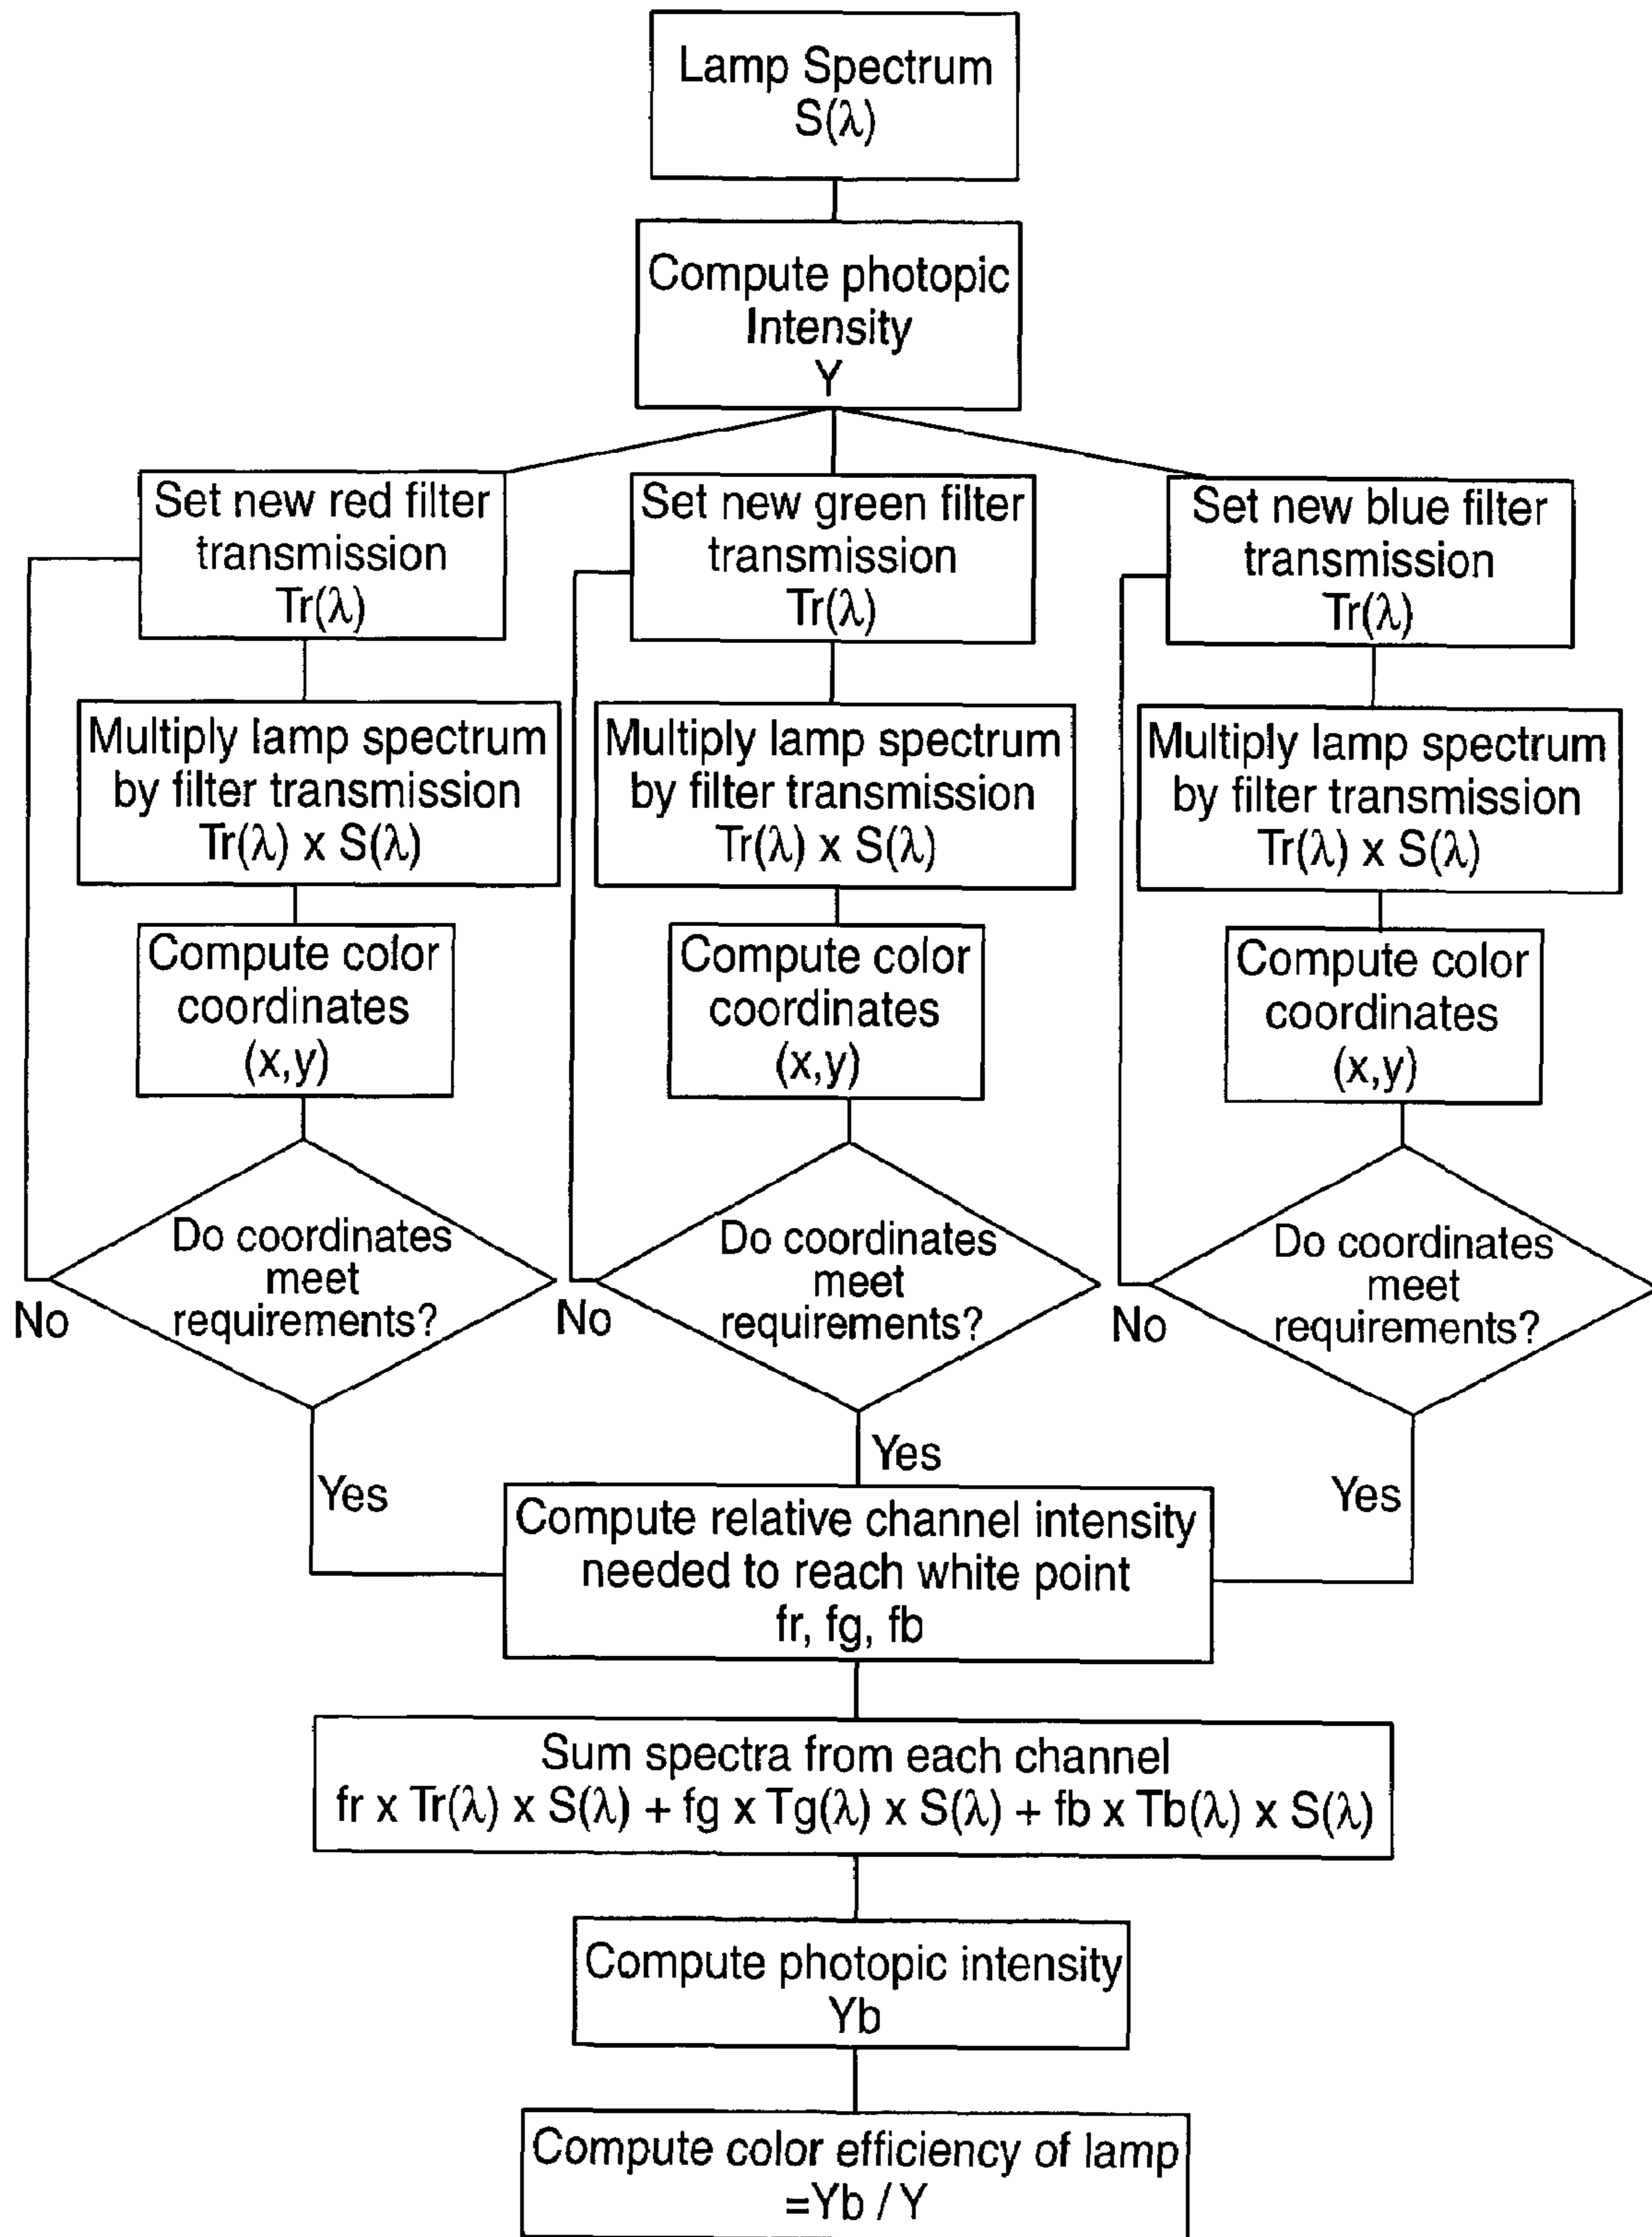 Lamp Spectrum
S(λ)
Compute photopic
Intensity
Y
Set new red filter
transmission
Tr(λ)
Multiply lamp spectrum
by filter transmission
Tr(λ) x S(λ)
Compute color
coordinates
(x,y)
Do coordinates
meet
requirements?
No
Yes
Set new green filter
transmission
Tr(λ)
Multiply lamp spectrum
by filter transmission
Tr(λ) x S(λ)
Compute color
coordinates
(x,y)
Do coordinates
meet
requirements?
No
Yes
Set new blue filter
transmission
Tr(λ)
Multiply lamp spectrum
by filter transmission
Tr(λ) x S(λ)
Compute color
coordinates
(x,y)
Do coordinates
meet
requirements?
No
Yes
Compute relative channel intensity
needed to reach white point
fr, fg, fb
Sum spectra from each channel
fr x Tr(λ) x S(λ) + fg x Tg(λ) x S(λ) + fb x Tb(λ) x S(λ)
Compute photopic intensity
Yb
Compute color efficiency of lamp
=Yb / Y